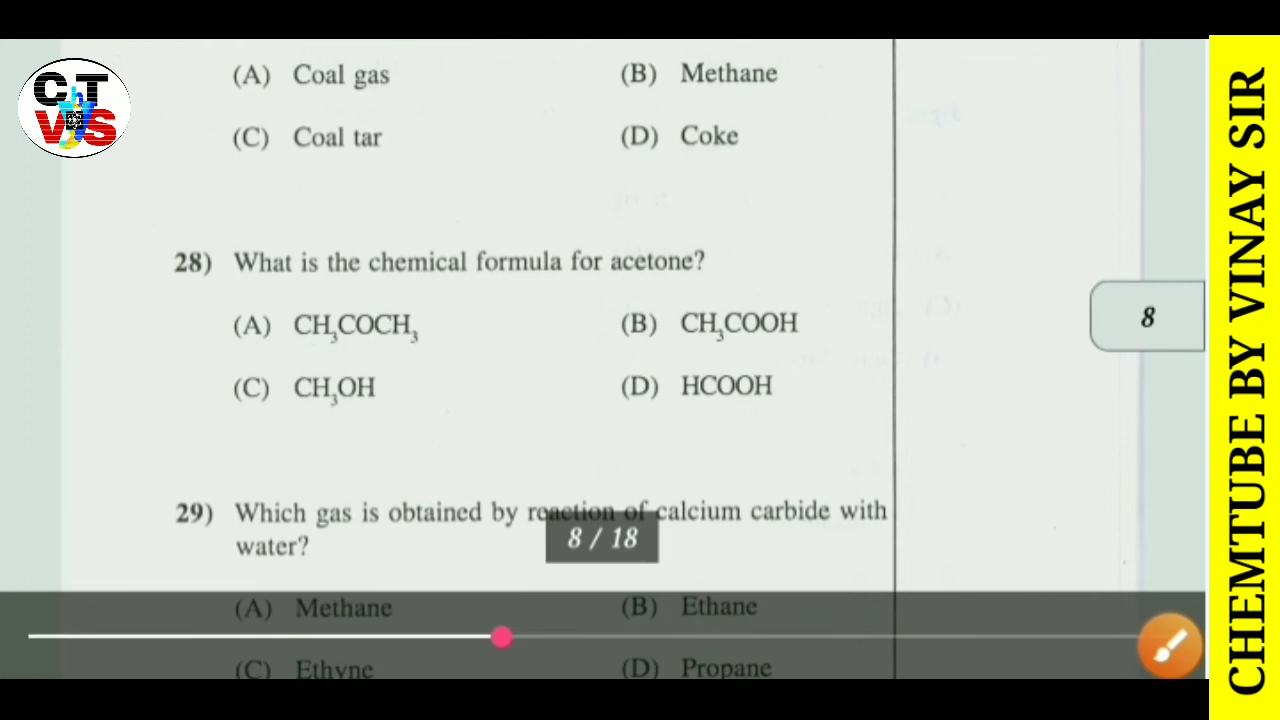 (A) Coal gas (B) Methane
(C) Coal tar (D) Coke
28) What is the chemical formula for acetone?
(A) CH₃COCH₃ (B) CH₃COOH
(C) CH₃OH (D) HCOOH
8
29) Which gas is obtained by reaction of calcium carbide with
water?
8 / 18
(A) Methane (B) Ethane
(C) Ethyne (D) Propane
CHEMTUBE BY VINAY SIR